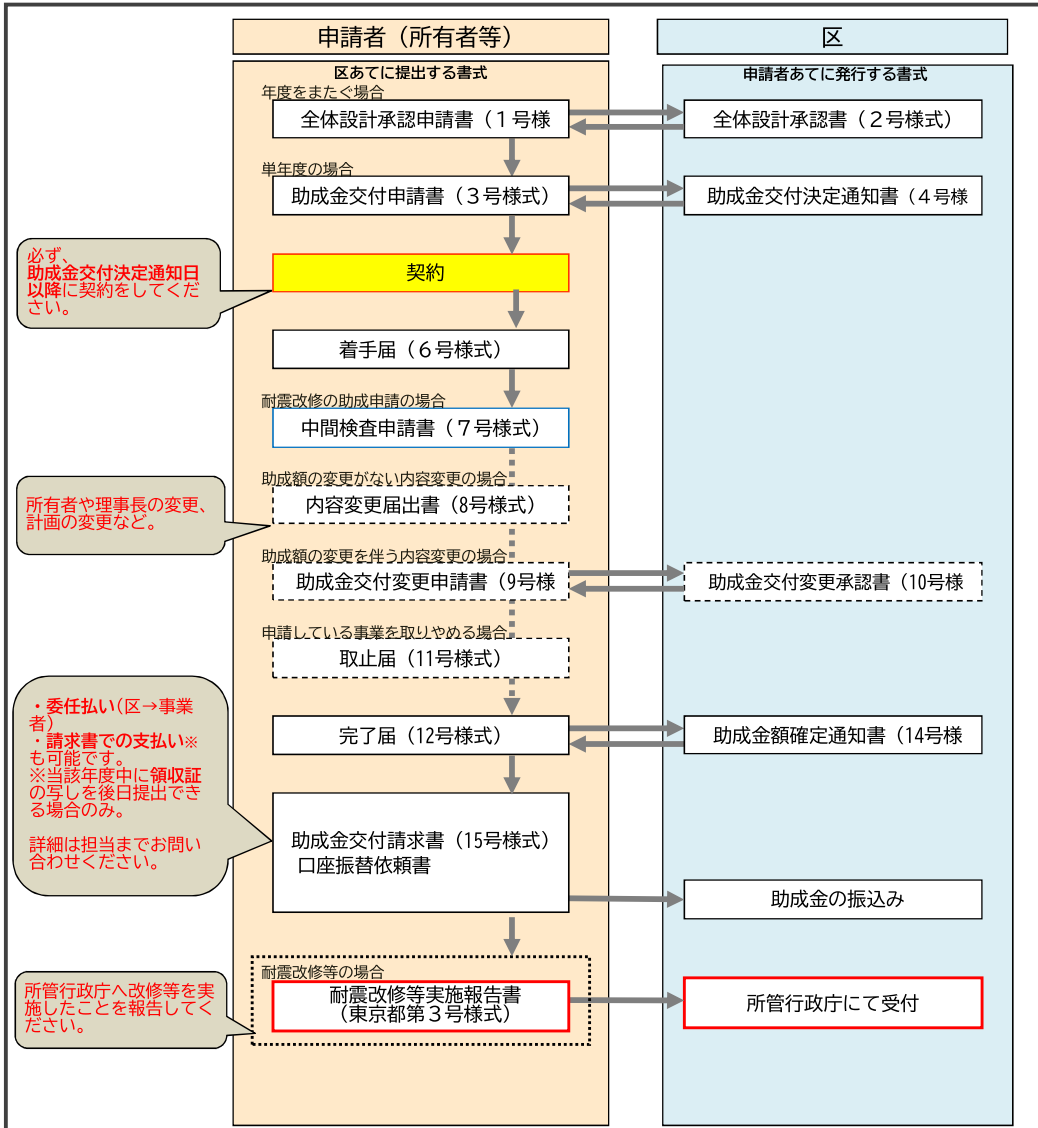 申請者（所有者等）
区
区あてに提出する書式
申請者あてに発行する書式
年度をまたぐ場合
全体設計承認申請書（１号様
全体設計承認書（２号様式）
単年度の場合
助成金交付申請書（３号様式）
助成金交付決定通知書（４号様
必ず、
助成金交付決定通知日
以降に契約をしてくだ
さい。
契約
着手届（６号様式）
耐震改修の助成申請の場合
中間検査申請書（７号様式）
助成額の変更がない内容変更の場合
内容変更届出書（8号様式）
所有者や理事長の変更、
計画の変更など。
助成額の変更を伴う内容変更の場合
助成金交付変更申請書（9号様
助成金交付変更承認書（10号様
申請している事業を取りやめる場合
取止届（11号様式）
・委任払い(区→事業
者)
・請求書での支払い※
も可能です。
※当該年度中に領収証
の写しを後日提出でき
る場合のみ。
詳細は担当までお問い
合わせください。
完了届（12号様式）
助成金額確定通知書（14号様
助成金交付請求書（15号様式）
口座振替依頼書
助成金の振込み
耐震改修等の場合
耐震改修等実施報告書
（東京都第３号様式）
所管行政庁にて受付
所管行政庁へ改修等を実
施したことを報告してく
ださい。